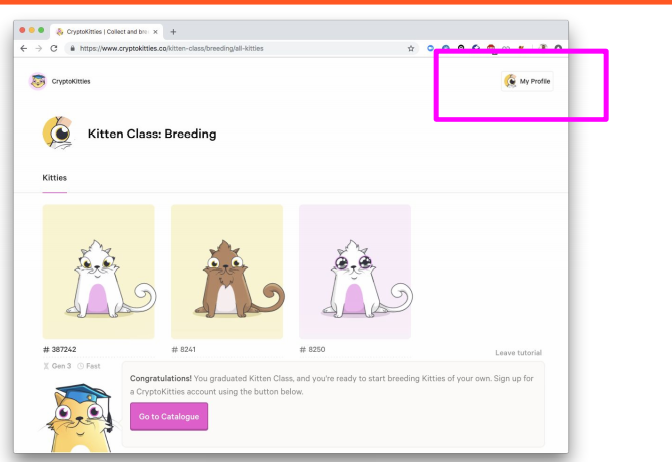 CryptoKitties | Collect and bre
https://www.cryptokitties.co/kitten-class/breeding/all-kitties
CryptoKitties
My Profile
Kitten Class: Breeding
Kitties
# 387242
# 8241
# 8250
Leave tutorial
Gen 3 Fast
Congratulations! You graduated Kitten Class, and you're ready to start breeding Kitties of your own. Sign up for
a CryptoKitties account using the button below.
Go to Catalogue